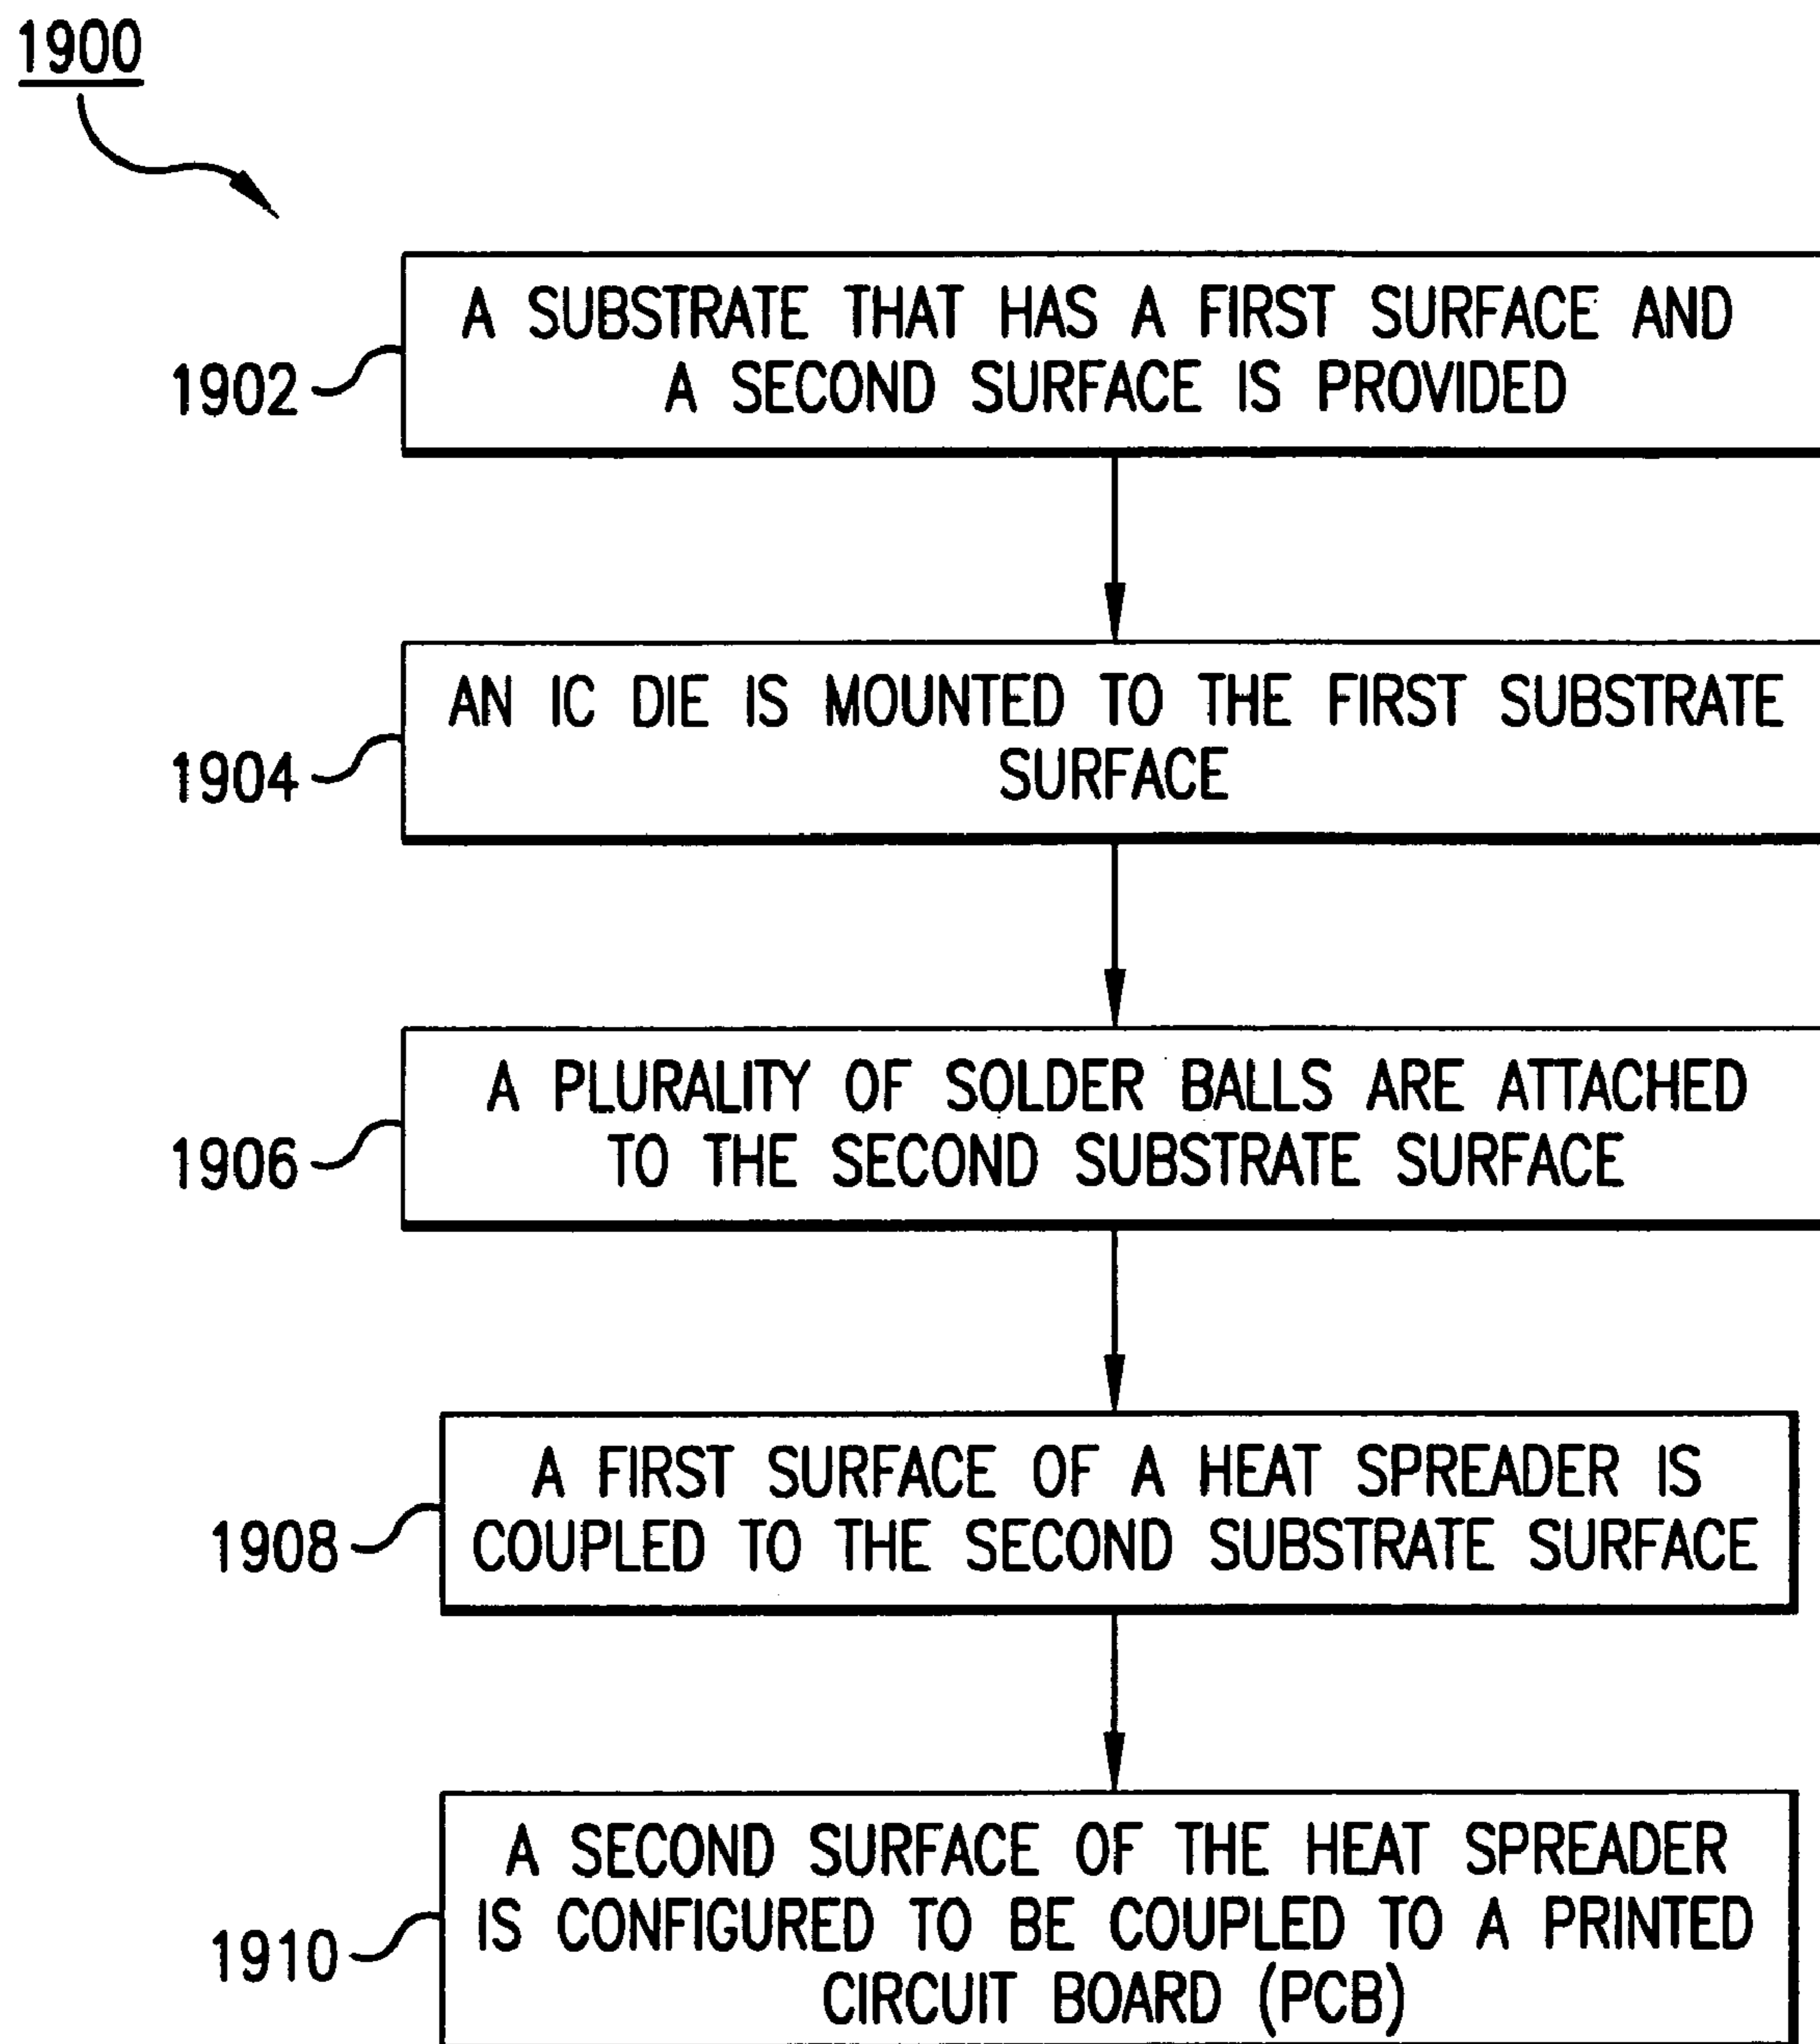 1900
A SUBSTRATE THAT HAS A FIRST SURFACE AND
A SECOND SURFACE IS PROVIDED
1902
AN IC DIE IS MOUNTED TO THE FIRST SUBSTRATE
SURFACE
1904
A PLURALITY OF SOLDER BALLS ARE ATTACHED
TO THE SECOND SUBSTRATE SURFACE
1906
A FIRST SURFACE OF A HEAT SPREADER IS
COUPLED TO THE SECOND SUBSTRATE SURFACE
1908
A SECOND SURFACE OF THE HEAT SPREADER
IS CONFIGURED TO BE COUPLED TO A PRINTED
CIRCUIT BOARD (PCB)
1910